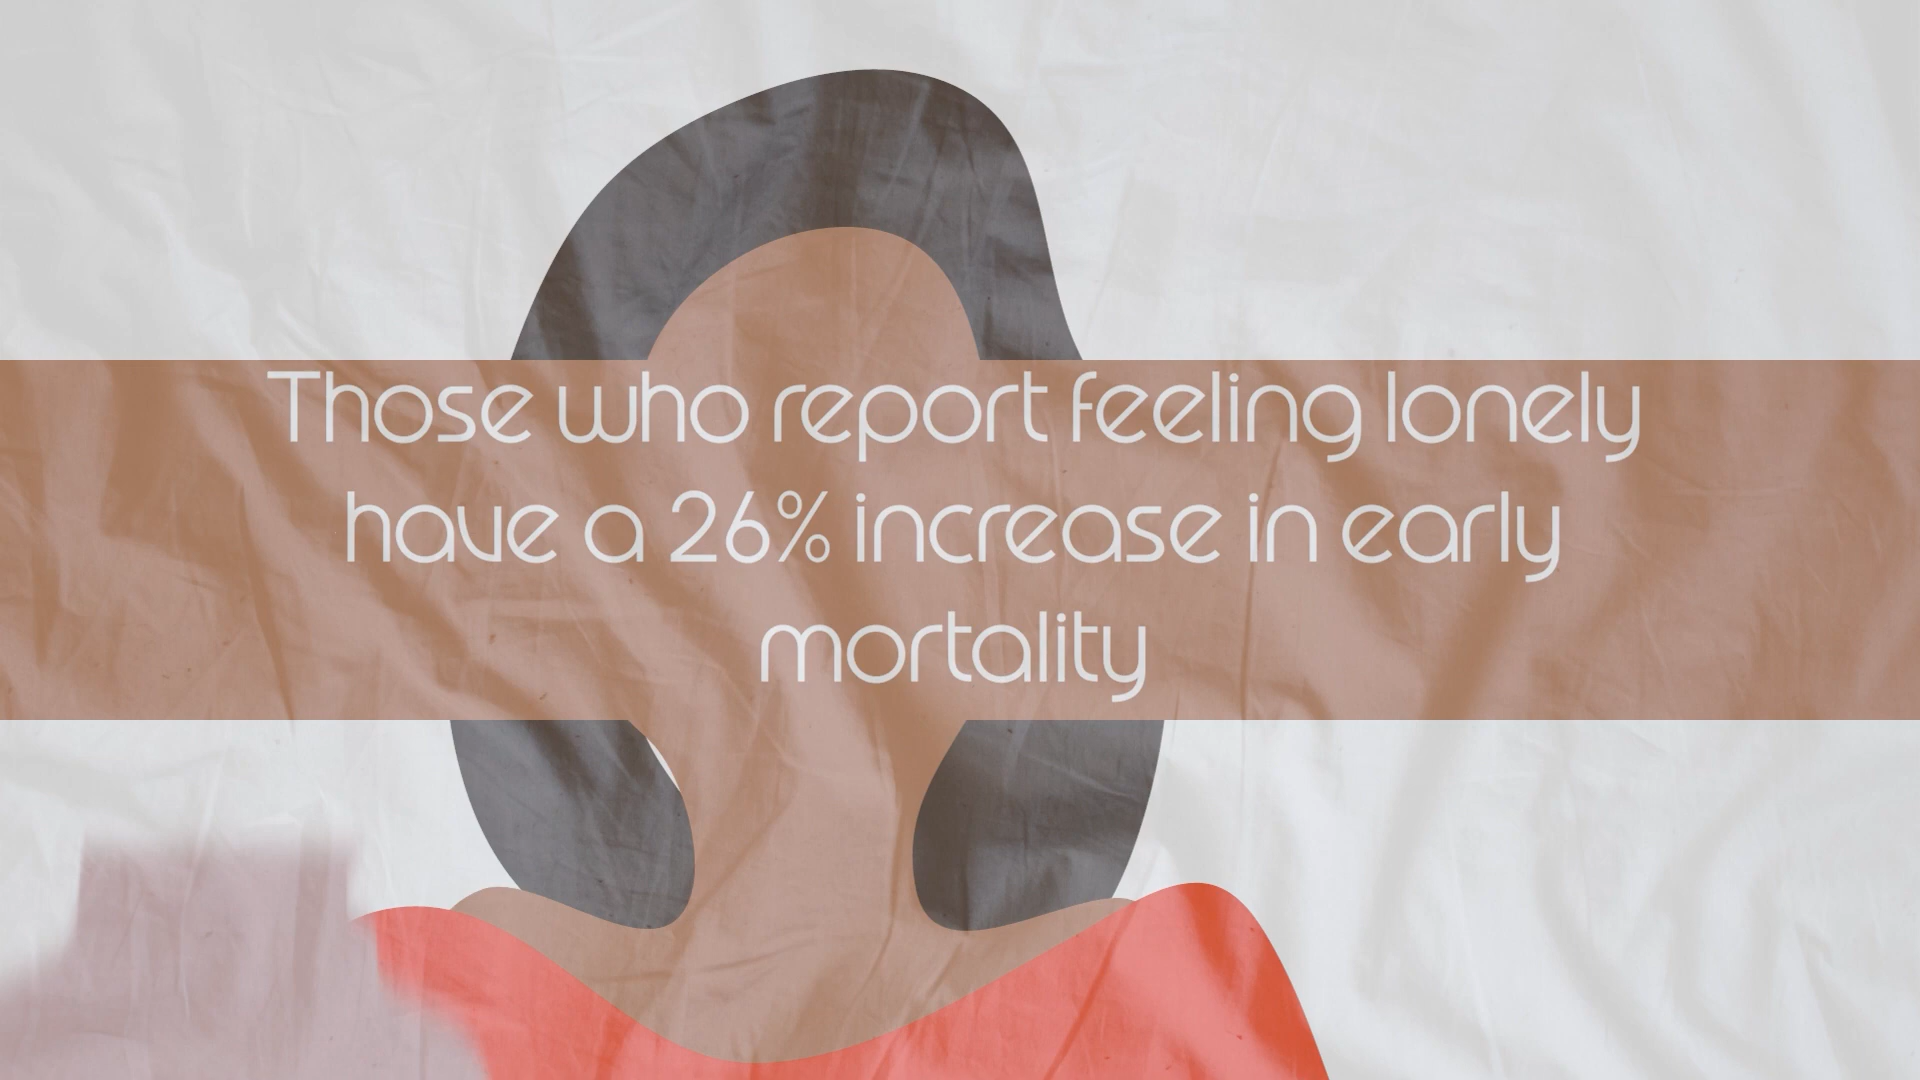 Those who report feeling lonely
have a 26% increase in early
mortality